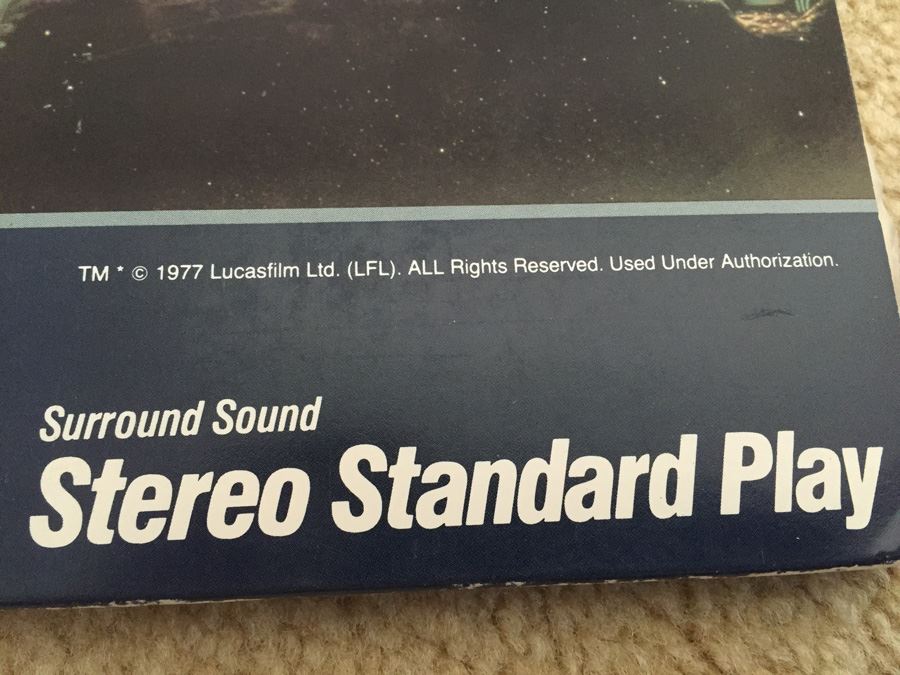 TM * © 1977 Lucasfilm Ltd. (LFL). ALL Rights Reserved. Used Under Authorization.
Surround Sound
Stereo Standard Play